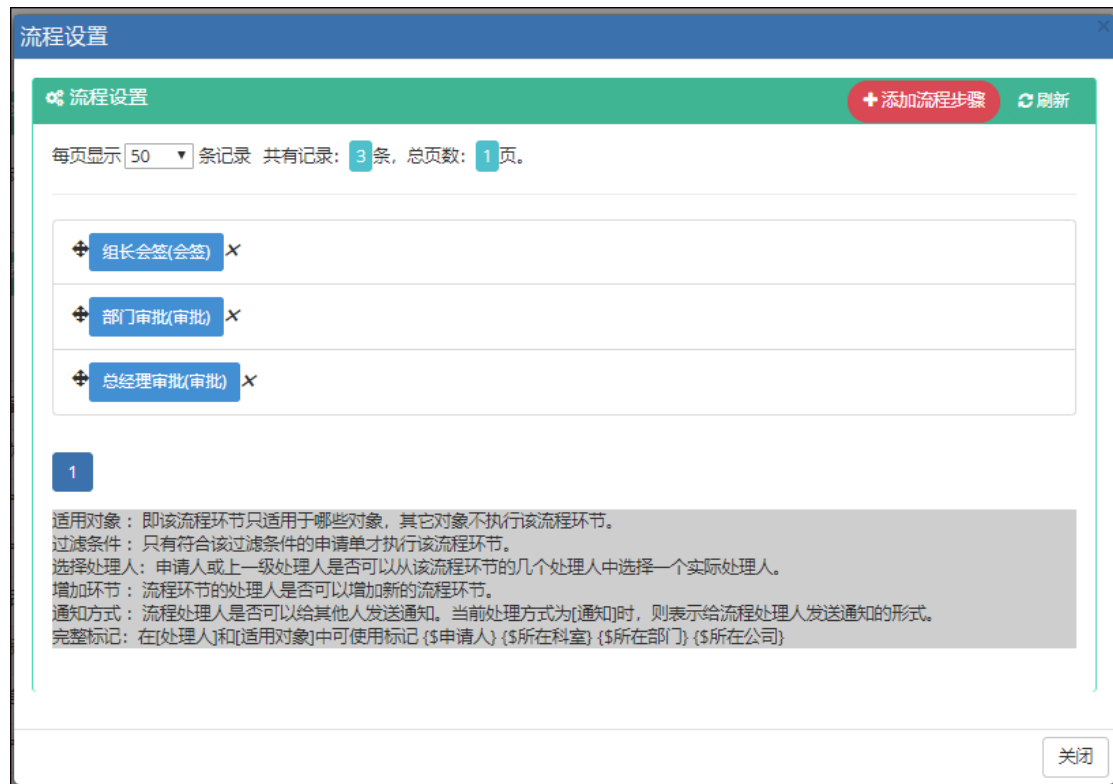 流程设置
流程设置 添加流程步骤 刷新
每页显示 50 条记录 共有记录: 3 条, 总页数: 1 页。
组长会签(会签)
部门审批(审批)
总经理审批(审批)
1
适用对象: 即该流程环节只适用于哪些对象, 其它对象不执行该流程环节。
过滤条件: 只有符合该过滤条件的申请单才执行该流程环节。
选择处理人: 申请人或上一级处理人是否可以从该流程环节的几个处理人中选择一个实际处理人。
增加环节: 流程环节的处理人是否可以增加新的流程环节。
通知方式: 流程处理人是否可以给其他人发送通知。当前处理方式为[通知]时, 则表示给流程处理人发送通知的形式。
完整标记: 在[处理人]和[适用对象]中可使用标记 {$申请人} {$所在科室} {$所在部门} {$所在公司}
关闭